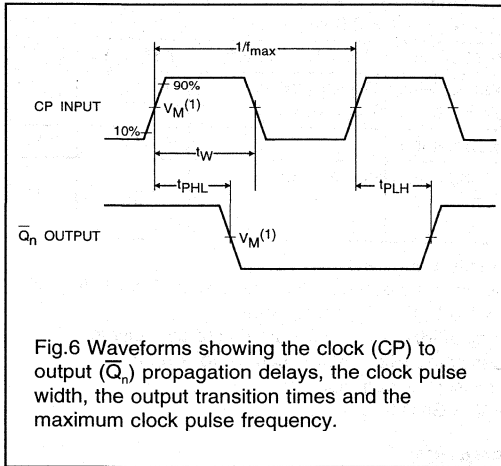 1/fmax
90%
CP INPUT
VM(1)
10%
tW
tPHL
tPLH
Q̅n OUTPUT
VM(1)
Fig.6 Waveforms showing the clock (CP) to
output (Q̅n) propagation delays, the clock pulse
width, the output transition times and the
maximum clock pulse frequency.